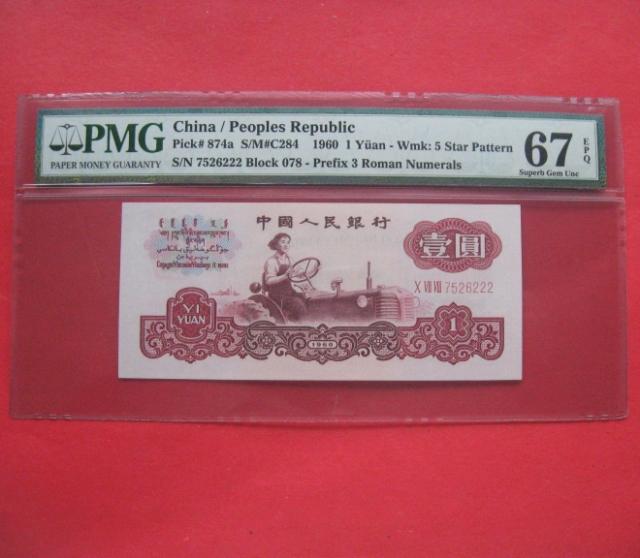 PMG
PAPER MONEY GUARANTY
China / Peoples Republic
Pick# 874a S/M#C284 1960 1 Yüan - Wmk: 5 Star Pattern
S/N 7526222 Block 078 - Prefix 3 Roman Numerals
67 EPQ
Superb Gem Unc
中國人民銀行
壹圓
X VII VIII 7526222
YI
YUAN
1
1960